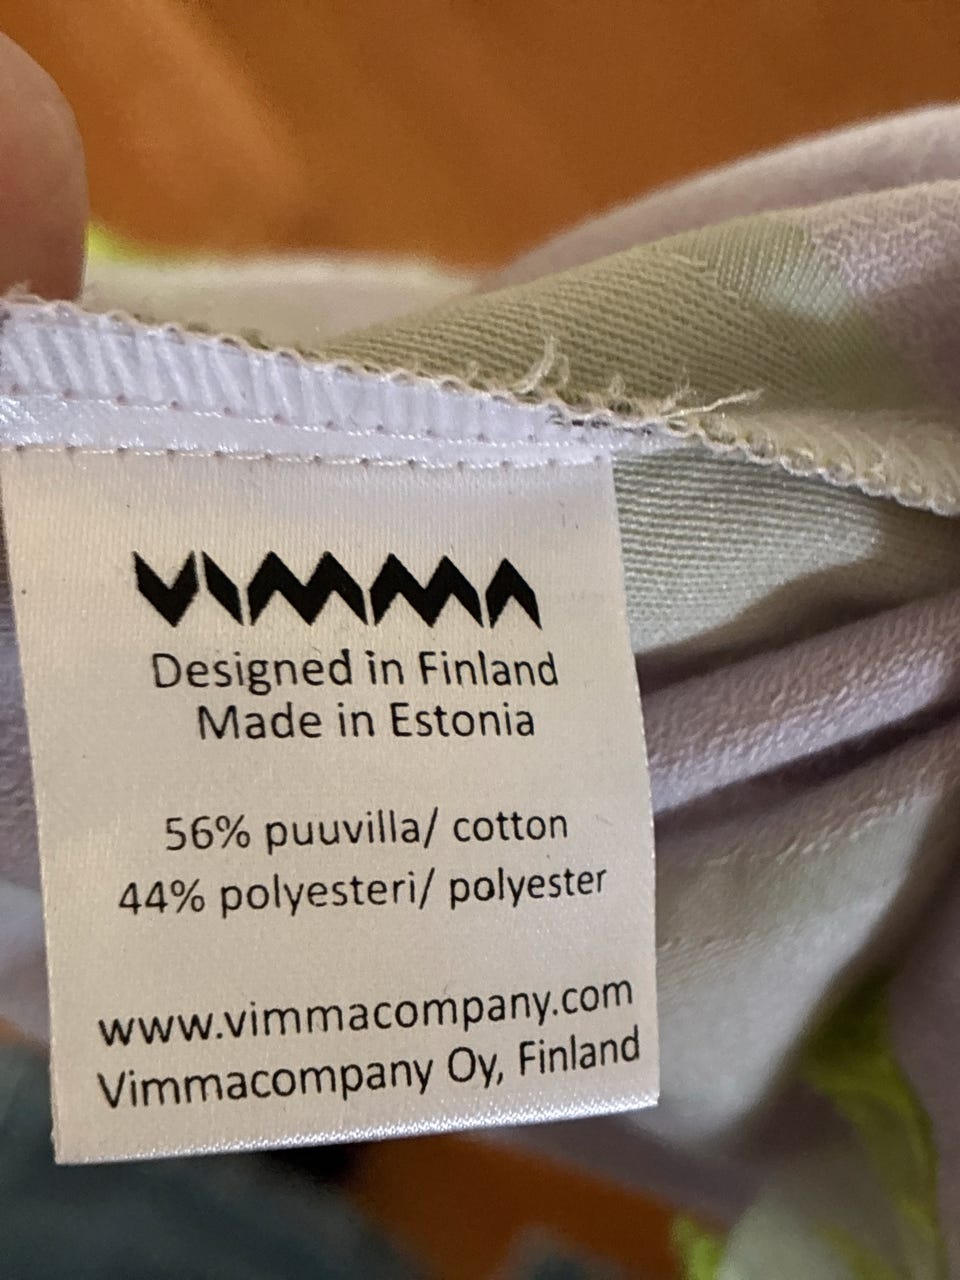 VIMMA
Designed in Finland
Made in Estonia
56% puuvilla/ cotton
44% polyesteri/ polyester
www.vimmacompany.com
Vimmacompany Oy, Finland